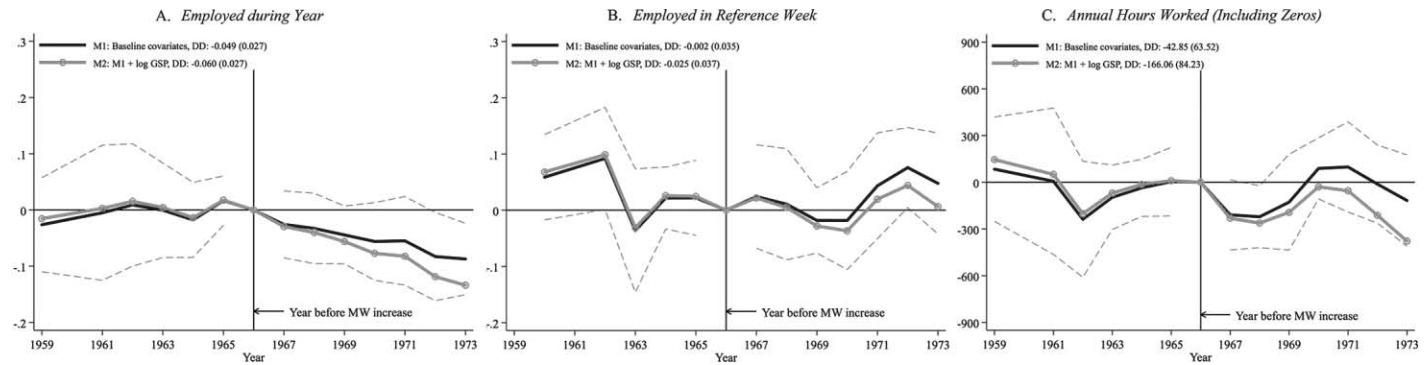 A. Employed during Year
M1: Baseline covariates, DD: -0.049 (0.027)
M2: M1 + log GSP, DD: -0.060 (0.027)
.3
.2
.1
0
-.1
-.2
Year before MW increase
1959 1961 1963 1965 1967 1969 1971 1973
Year
B. Employed in Reference Week
M1: Baseline covariates, DD: -0.002 (0.035)
M2: M1 + log GSP, DD: -0.025 (0.037)
.3
.2
.1
0
-.1
-.2
Year before MW increase
1959 1961 1963 1965 1967 1969 1971 1973
Year
C. Annual Hours Worked (Including Zeros)
M1: Baseline covariates, DD: -42.85 (63.52)
M2: M1 + log GSP, DD: -166.06 (84.23)
900
600
300
0
-300
-600
-900
Year before MW increase
1959 1961 1963 1965 1967 1969 1971 1973
Year